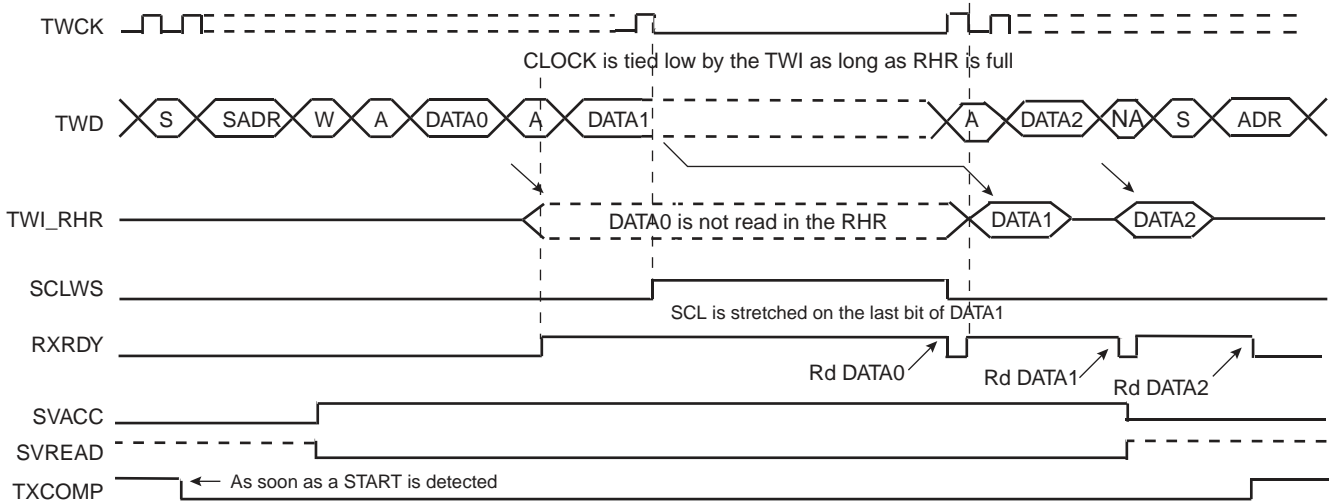 TWCK
CLOCK is tied low by the TWI as long as RHR is full
TWD
S SADR W A DATA0 A DATA1 A DATA2 NA S ADR
TWI_RHR
DATA0 is not read in the RHR
DATA1 DATA2
SCLWS
SCL is stretched on the last bit of DATA1
RXRDY
Rd DATA0 Rd DATA1 Rd DATA2
SVACC
SVREAD
TXCOMP
As soon as a START is detected